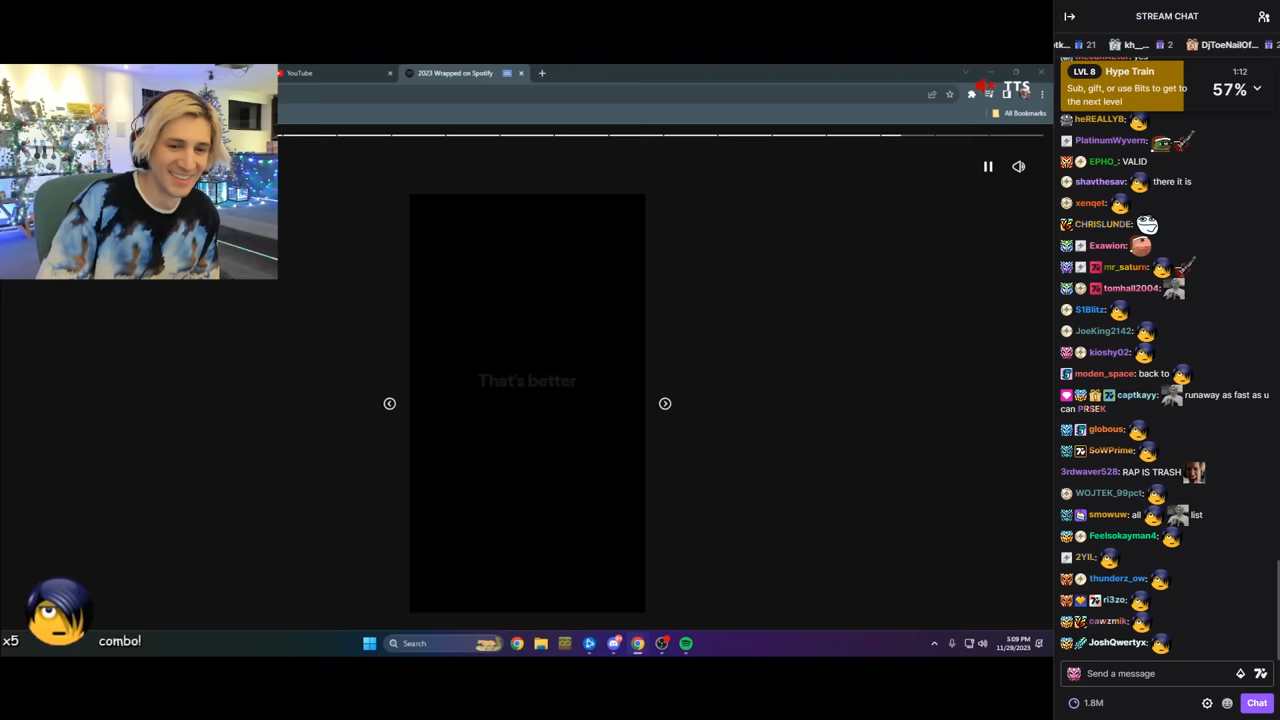 STREAM CHAT
21
kh__...
2
DjToeNailOf...
yes
LVL 8 Hype Train
1:12
Sub, gift, or use Bits to get to
the next level
57%
YouTube
2023 Wrapped on Spotify
TTS
All Bookmarks
heREALLYB:
PlatinumWyvern:
EPHO_: VALID
shavthesav: there it is
xenqet:
CHRISLUNDE:
Exawion:
mr_saturn:
tomhall2004:
S1Blitz:
JoeKing2142:
kioshy02:
moden_space: back to
captkayy: runaway as fast as u
can PRSEK
globous:
SoWPrime:
3rdwaver528: RAP IS TRASH
WOJTEK_99pct:
smowuw: all list
Feelsokayman4:
2YIL:
thunderz_ow:
ri3zo:
cawzmik:
JoshQwertyx:
That's better
x5 combo!
Search
5:09 PM
11/29/2023
Send a message
1.8M
Chat